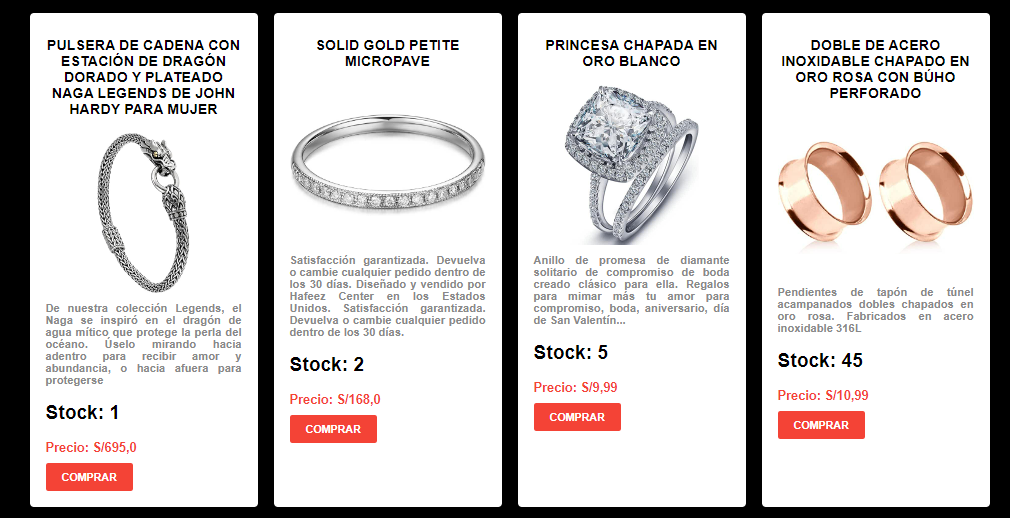 PULSERA DE CADENA CON
ESTACIÓN DE DRAGÓN
DORADO Y PLATEADO
NAGA LEGENDS DE JOHN
HARDY PARA MUJER
De nuestra colección Legends, el
Naga se inspiró en el dragón de
agua mítico que protege la perla del
océano. Úselo mirando hacia
adentro para recibir amor y
abundancia, o hacia afuera para
protegerse
Stock: 1
Precio: S/695,0
COMPRAR
SOLID GOLD PETITE
MICROPAVE
Satisfacción garantizada. Devuelva
o cambie cualquier pedido dentro de
los 30 días. Diseñado y vendido por
Hafeez Center en los Estados
Unidos. Satisfacción garantizada.
Devuelva o cambie cualquier pedido
dentro de los 30 días.
Stock: 2
Precio: S/168,0
COMPRAR
PRINCESA CHAPADA EN
ORO BLANCO
Anillo de promesa de diamante
solitario de compromiso de boda
creado clásico para ella. Regalos
para mimar más tu amor para
compromiso, boda, aniversario, día
de San Valentín...
Stock: 5
Precio: S/9,99
COMPRAR
DOBLE DE ACERO
INOXIDABLE CHAPADO EN
ORO ROSA CON BÚHO
PERFORADO
Pendientes de tapón de túnel
acampanados dobles chapados en
oro rosa. Fabricados en acero
inoxidable 316L
Stock: 45
Precio: S/10,99
COMPRAR